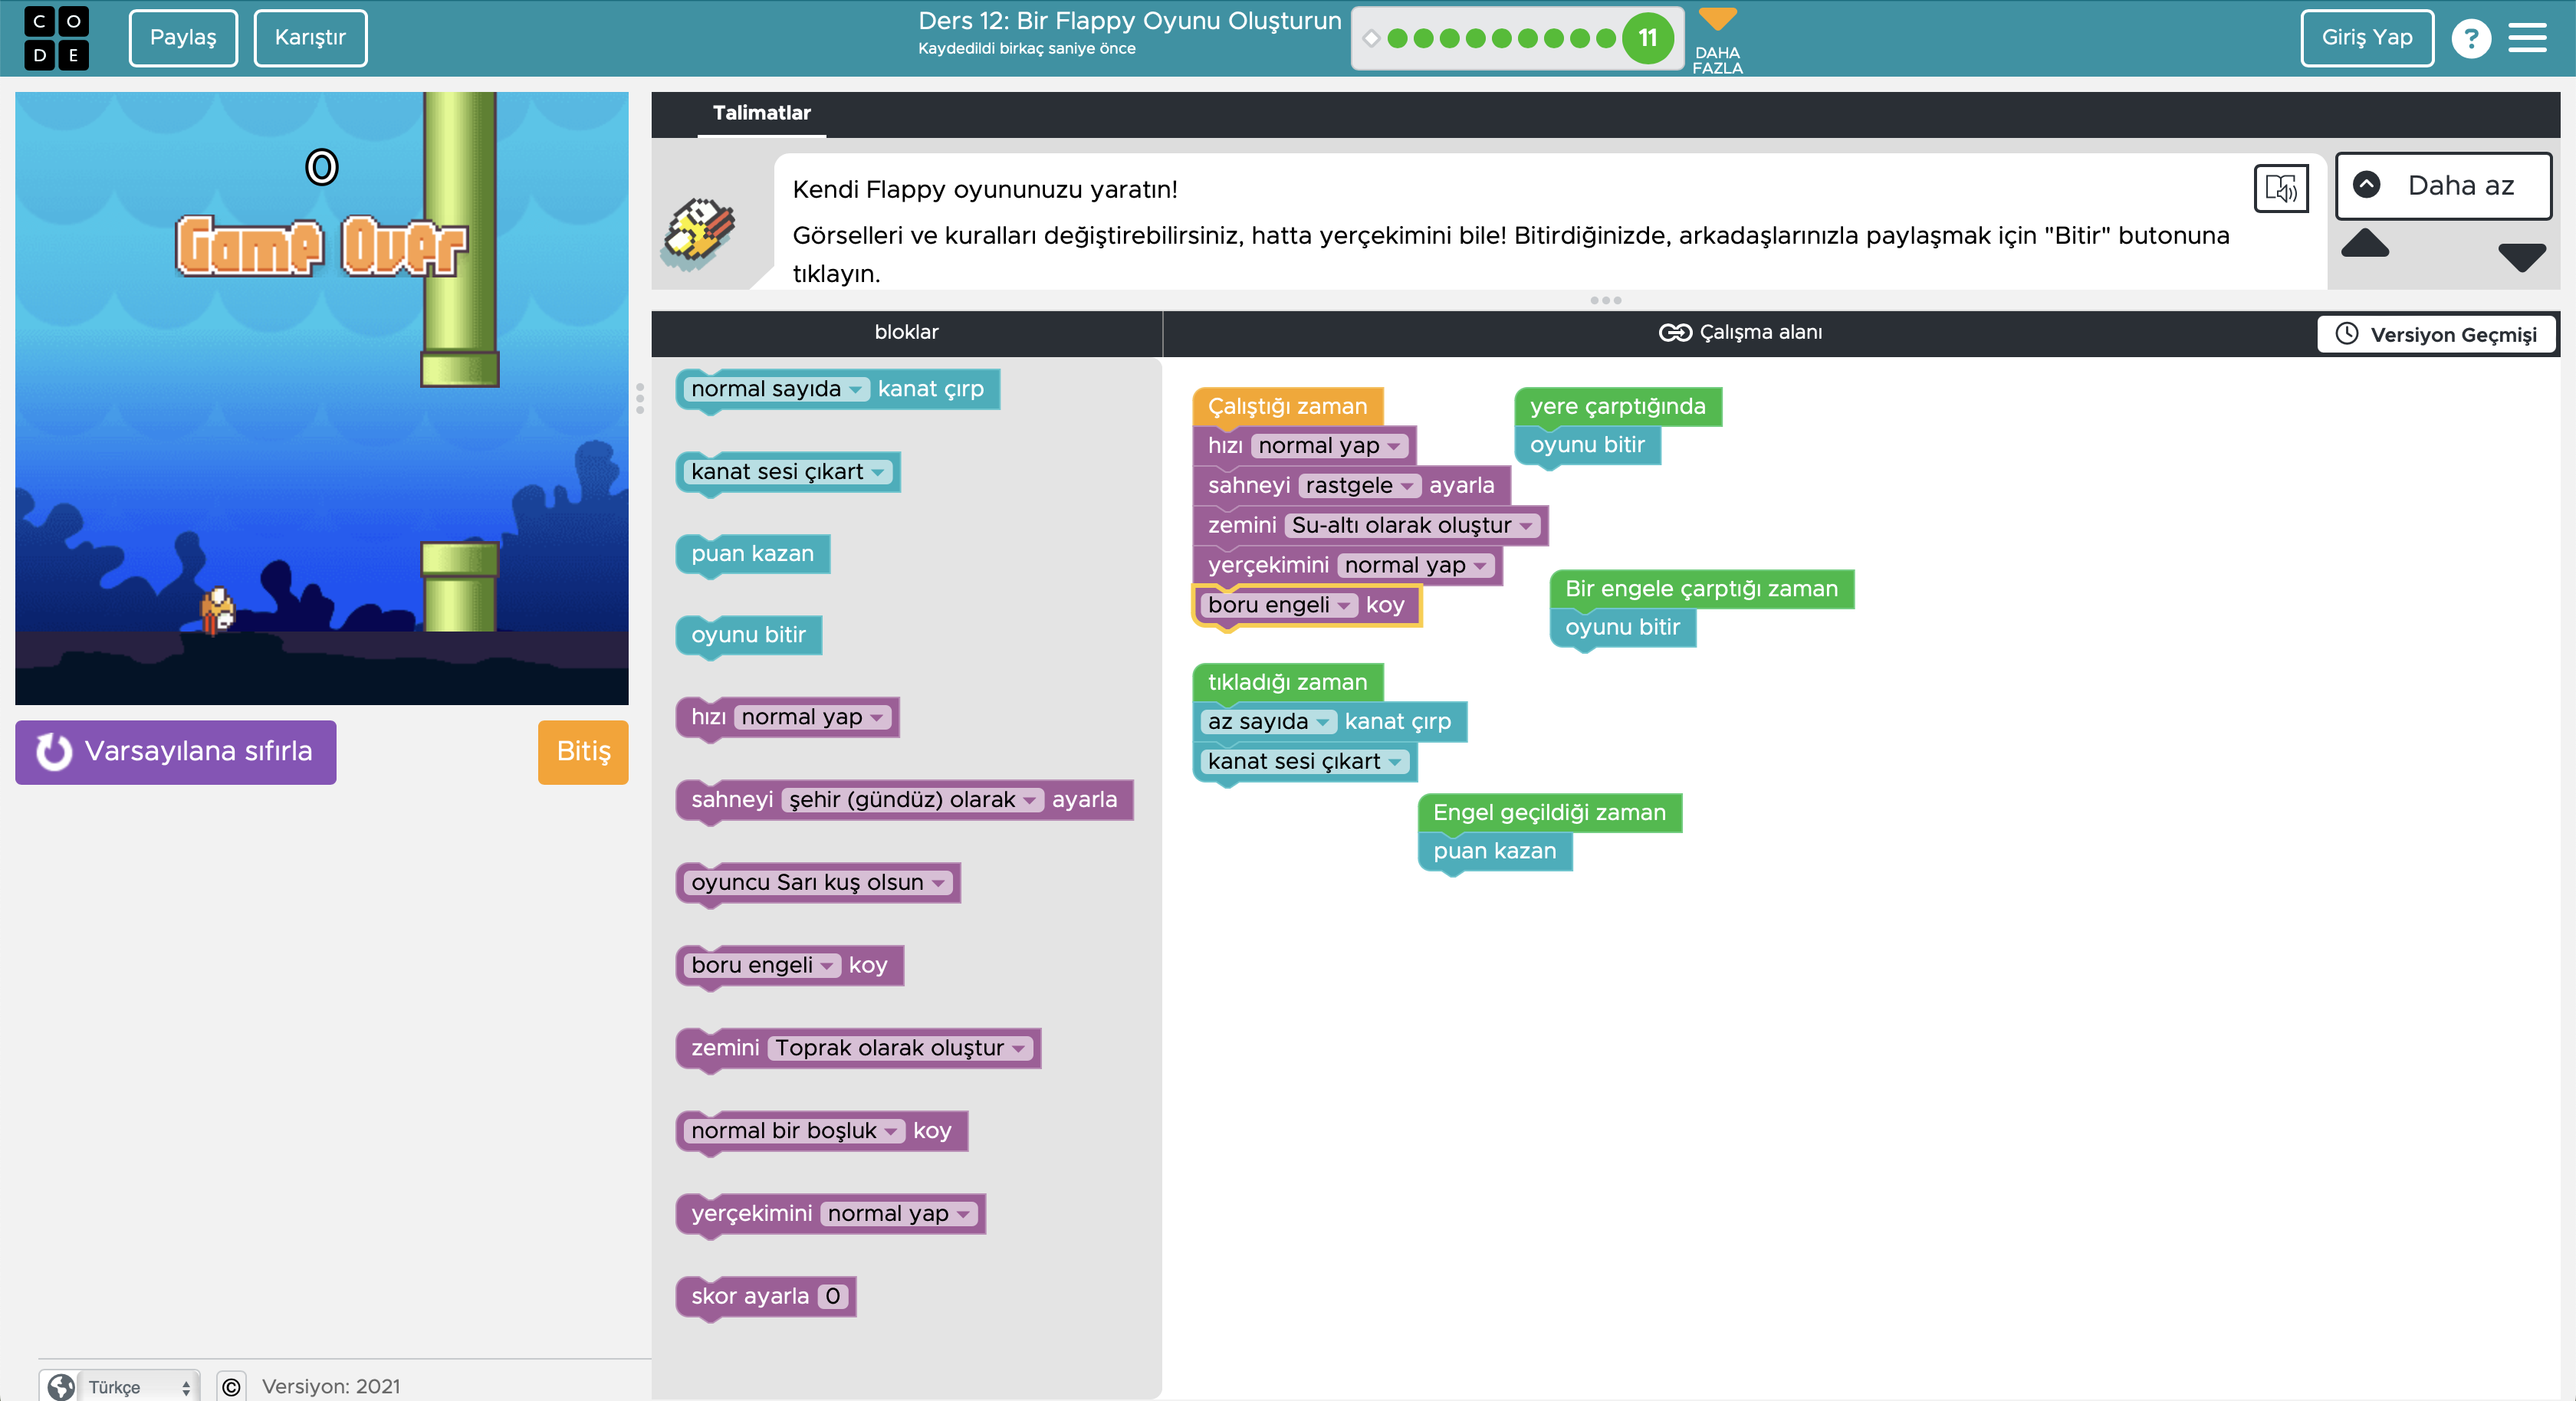 CODE
Paylaş
Karıştır
Ders 12: Bir Flappy Oyunu Oluşturun
Kaydedildi birkaç saniye önce
11
DAHA
FAZLA
Giriş Yap
?
0
Game Over
Varsayılana sıfırla
Bitiş
Talimatlar
Kendi Flappy oyununuzu yaratın!
Görselleri ve kuralları değiştirebilirsiniz, hatta yerçekimini bile! Bitirdiğinizde, arkadaşlarınızla paylaşmak için "Bitir" butonuna
tıklayın.
Daha az
bloklar
Çalışma alanı
Versiyon Geçmişi
normal sayıda kanat çırp
kanat sesi çıkart
puan kazan
oyunu bitir
hızı normal yap
sahneyi şehir (gündüz) olarak ayarla
oyuncu Sarı kuş olsun
boru engeli koy
zemini Toprak olarak oluştur
normal bir boşluk koy
yerçekimini normal yap
skor ayarla 0
Çalıştığı zaman
hızı normal yap
sahneyi rastgele ayarla
zemini Su-altı olarak oluştur
yerçekimini normal yap
boru engeli koy
yere çarptığında
oyunu bitir
Bir engele çarptığı zaman
oyunu bitir
tıkladığı zaman
az sayıda kanat çırp
kanat sesi çıkart
Engel geçildiği zaman
puan kazan
Türkçe
© Versiyon: 2021